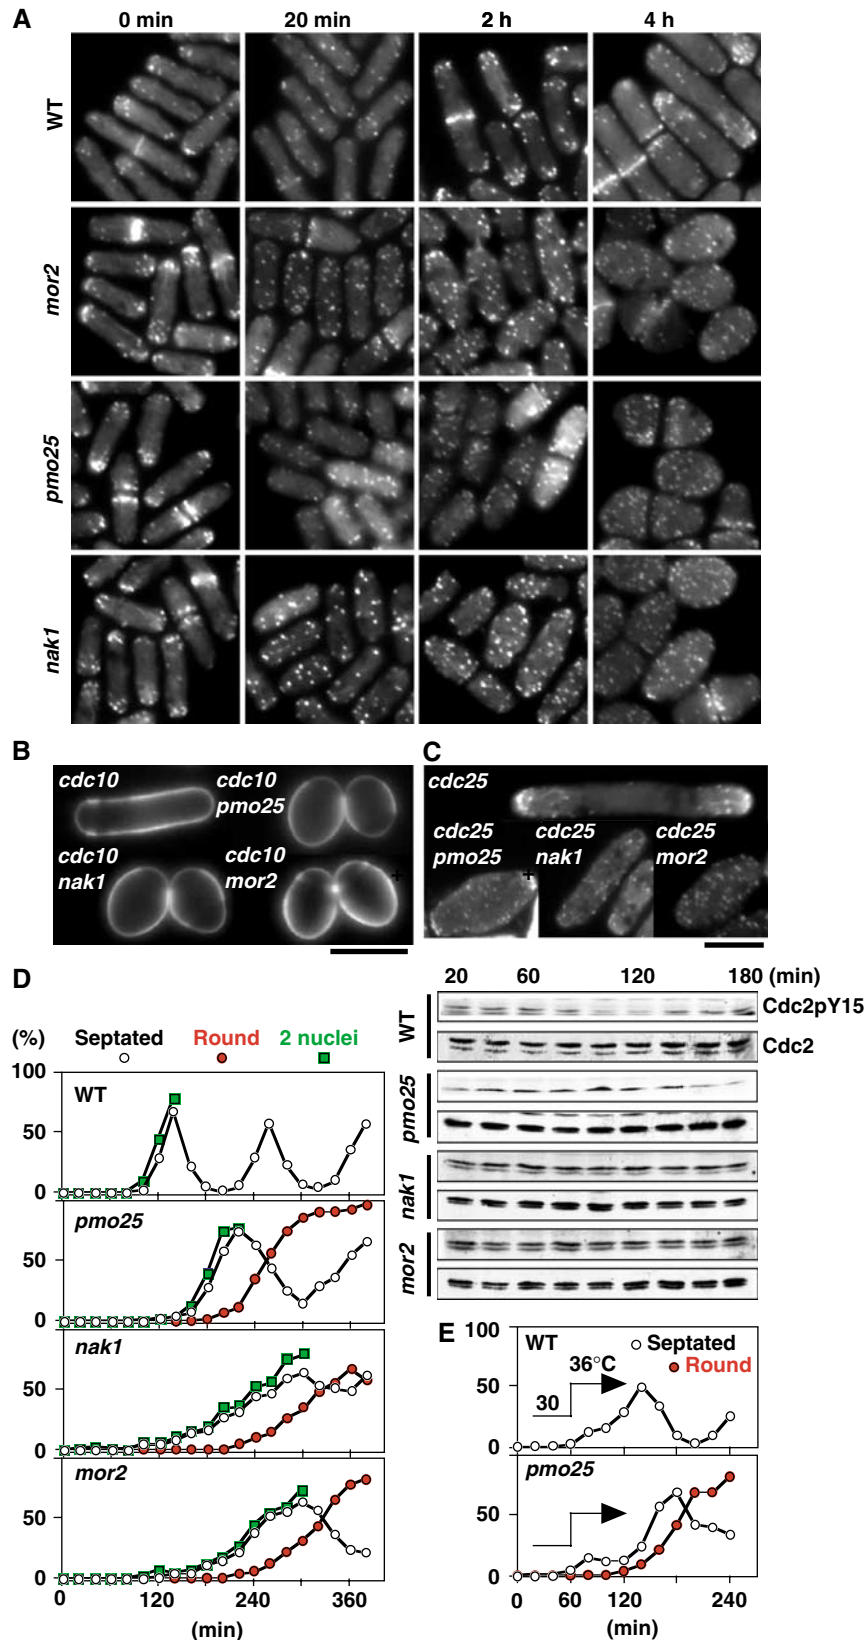 A
0 min 20 min 2 h 4 h
WT
mor2
pmo25
nak1
B
cdc10
cdc10
pmo25
cdc10
nak1
cdc10
mor2
+
C
cdc25
cdc25
pmo25
cdc25
nak1
cdc25
mor2
+
D
(%)
Septated Round 2 nuclei
100
WT
50
0
pmo25
50
0
nak1
50
0
mor2
50
0
0 120 240 360
(min)
20 60 120 180 (min)
WT
Cdc2pY15
Cdc2
pmo25
nak1
mor2
E
100
WT
Septated
Round
36°C
30
50
0
pmo25
50
0
0 60 120 240
(min)